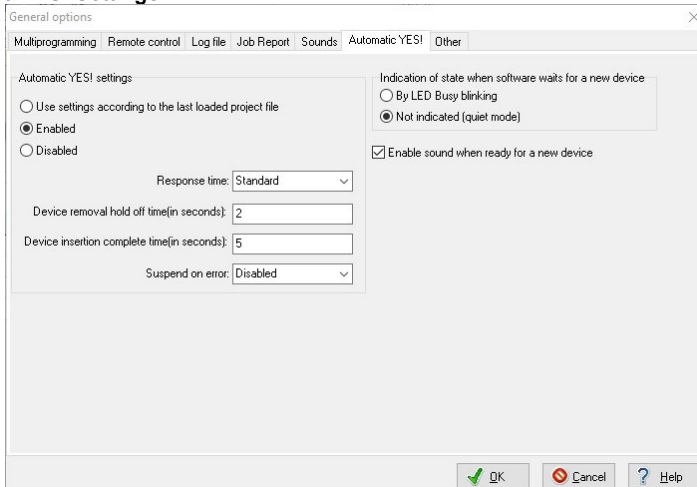 General options
Multiprogramming Remote control Log file Job Report Sounds Automatic YES! Other
Automatic YES! settings
Use settings according to the last loaded project file
Enabled
Disabled
Response time: Standard
Device removal hold off time(in seconds): 2
Device insertion complete time(in seconds): 5
Suspend on error: Disabled
Indication of state when software waits for a new device
By LED Busy blinking
Not indicated (quiet mode)
Enable sound when ready for a new device
OK Cancel Help